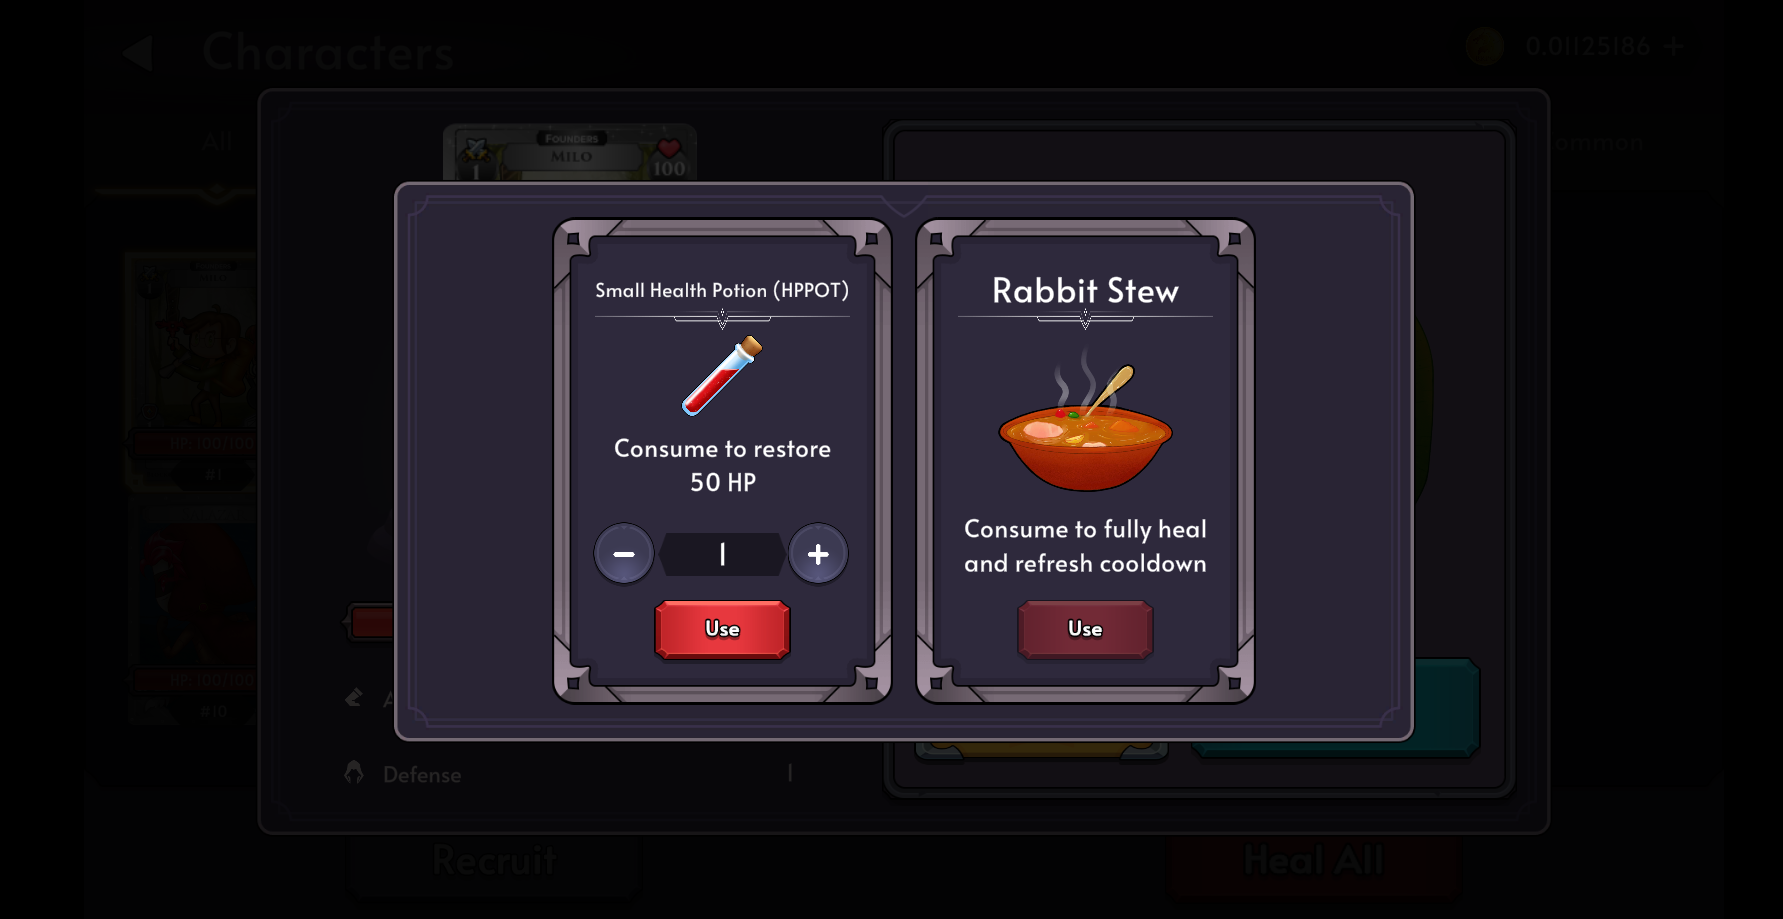 Characters
0.01125186 +
All
ommon
FOUNDERS
MILO
1
100
Small Health Potion (HPPOT)
Rabbit Stew
Consume to restore
50 HP
Consume to fully heal
and refresh cooldown
1
Use
Use
HP: 100/100
#1
HP: 100/100
#10
A
Defense
1
Recruit
Heal All